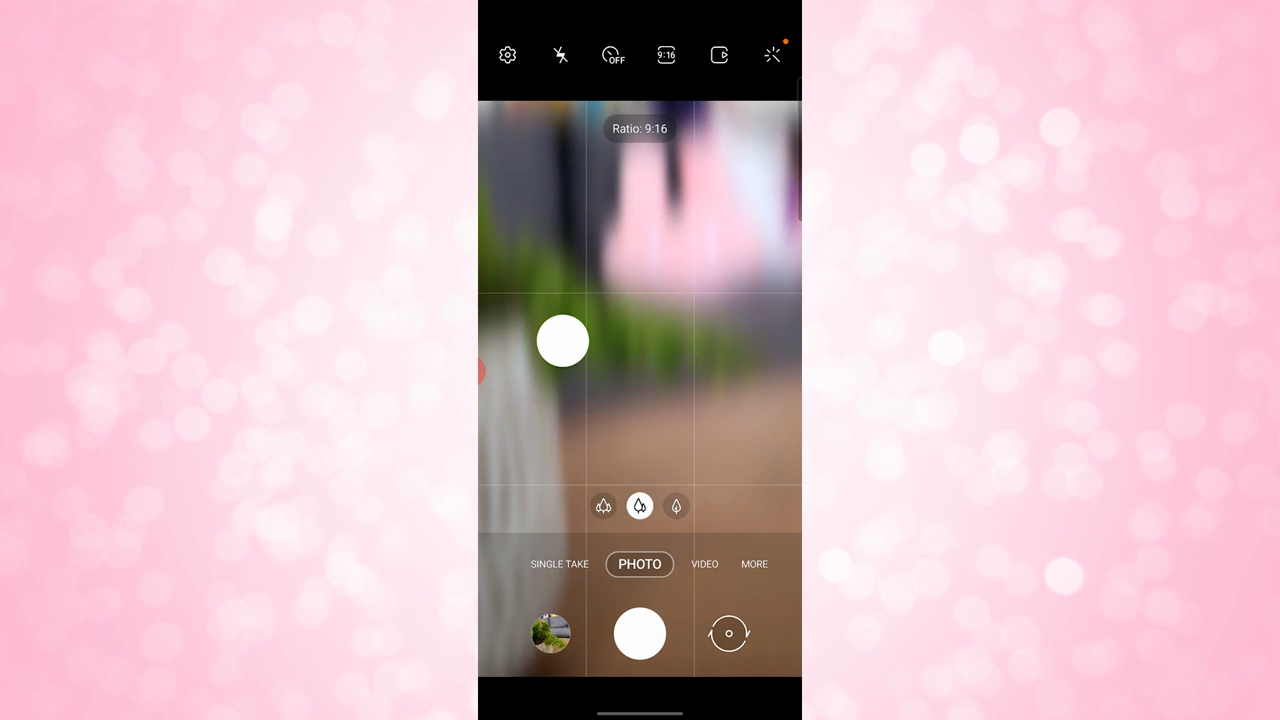 OFF
9:16
Ratio: 9:16
SINGLE TAKE
PHOTO
VIDEO
MORE